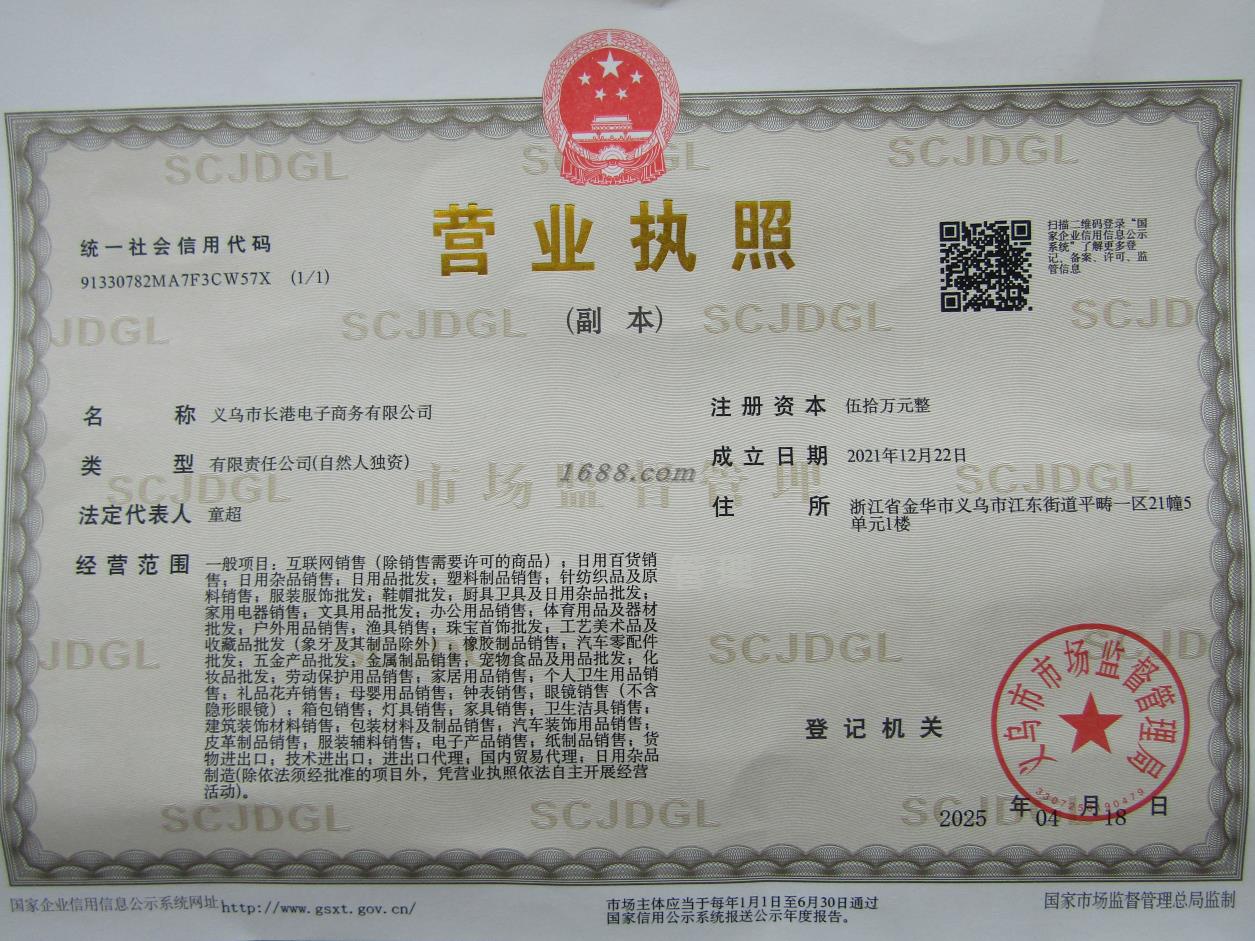 SCJDGL SCJDGL SCJDGL
营业执照
(副 本)
统一社会信用代码
91330782MA7F3CW57X (1/1)
扫描二维码登录“国
家企业信用信息公示
系统”了解更多登
记、备案、许可、监
管信息
JDGL SCJDGL SCJDGL SCJD
名 称 义乌市长港电子商务有限公司
类 型 有限责任公司(自然人独资)
法定代表人 童超
经营范围 一般项目：互联网销售（除销售需要许可的商品）；日用百货销
售；日用杂品销售；日用品批发；塑料制品销售；针纺织品及原
料销售；服装服饰批发；鞋帽批发；厨具卫具及日用杂品批发；
家用电器销售；文具用品批发；办公用品销售；体育用品及器材
批发；户外用品销售；渔具销售；珠宝首饰批发；工艺美术品及
收藏品批发（象牙及其制品除外）；橡胶制品销售；汽车零配件
批发；五金产品批发；金属制品销售；宠物食品及用品批发；化
妆品批发；劳动保护用品销售；家居用品销售；个人卫生用品销
售；礼品花卉销售；母婴用品销售；钟表销售；眼镜销售（不含
隐形眼镜）；箱包销售；灯具销售；家具销售；卫生洁具销售；
建筑装饰材料销售；包装材料及制品销售；汽车装饰用品销售；
皮革制品销售；服装辅料销售；电子产品销售；纸制品销售；货
物进出口；技术进出口；进出口代理；国内贸易代理；日用杂品
制造(除依法须经批准的项目外，凭营业执照依法自主开展经营
活动)。
注册资本 伍拾万元整
成立日期 2021年12月22日
住 所 浙江省金华市义乌市江东街道平畴一区21幢5
单元1楼
1688.com
SCJDGL 市场监督管理 SCJDGL
管理
JDGL SCJDGL SCJD
登记机关
义乌市市场监督管理局
2025 年 04 月 18 日
SCJDGL SCJDGL SCJDGL
国家企业信用信息公示系统网址http://www.gsxt.gov.cn/
市场主体应当于每年1月1日至6月30日通过
国家信用公示系统报送公示年度报告。
国家市场监督管理总局监制